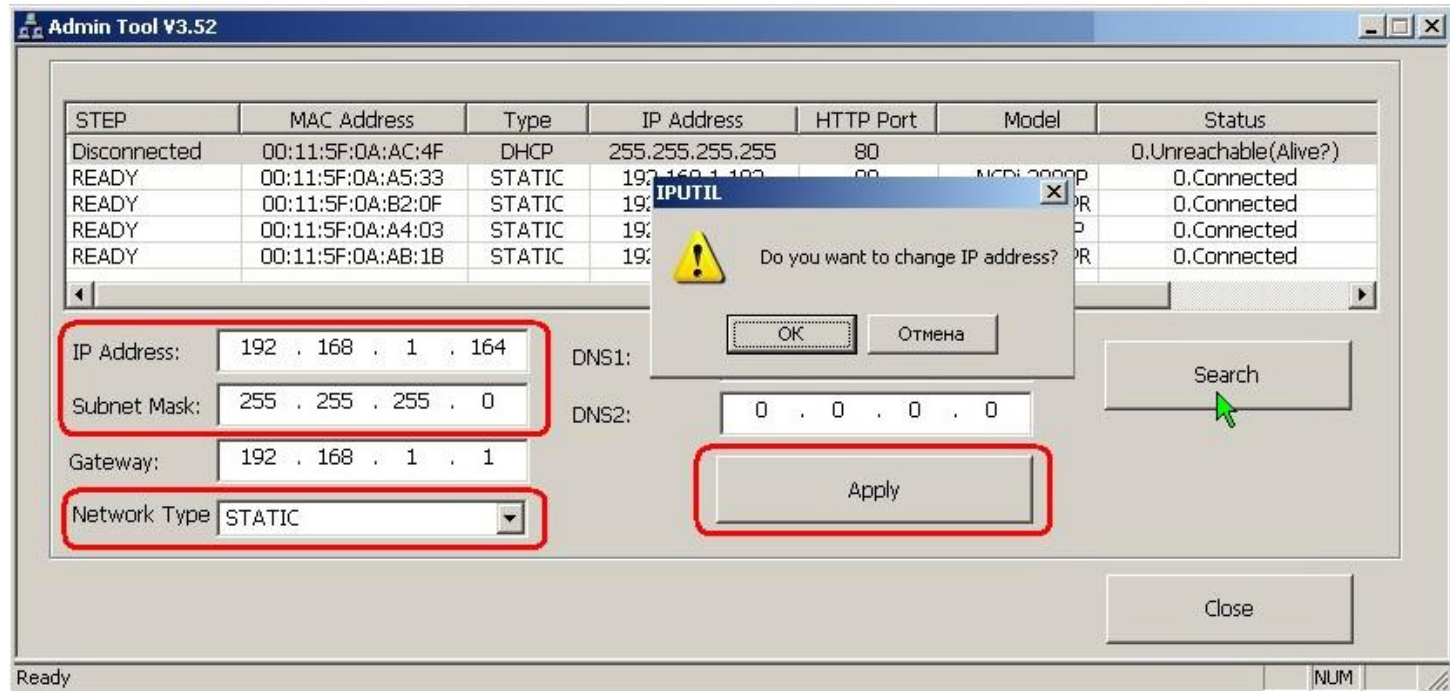 Admin Tool V3.52
STEP MAC Address Type IP Address HTTP Port Model Status
Disconnected 00:11:5F:0A:AC:4F DHCP 255.255.255.255 80 0.Unreachable(Alive?)
READY 00:11:5F:0A:A5:33 STATIC 0.Connected
READY 00:11:5F:0A:B2:0F STATIC 0.Connected
READY 00:11:5F:0A:A4:03 STATIC 0.Connected
READY 00:11:5F:0A:AB:1B STATIC 0.Connected
IPUTIL
Do you want to change IP address?
OK Отмена
IP Address: 192 . 168 . 1 . 164 DNS1:
Search
Subnet Mask: 255 . 255 . 255 . 0 DNS2: 0 . 0 . 0 . 0
Gateway: 192 . 168 . 1 . 1
Apply
Network Type STATIC
Close
Ready NUM